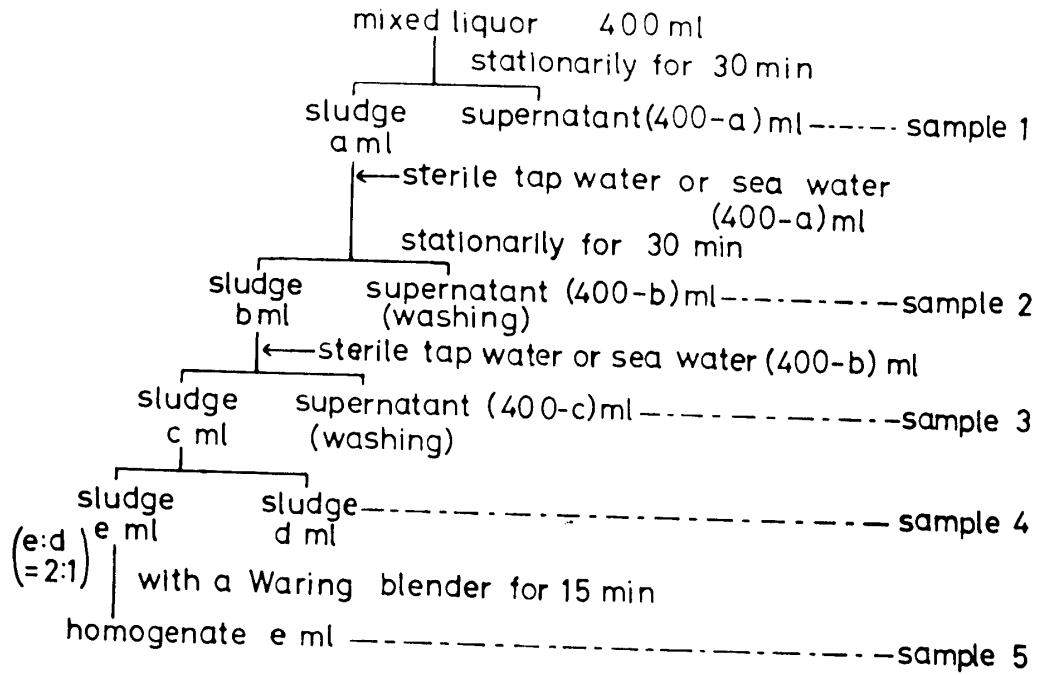 mixed liquor 400 ml
stationarily for 30 min
sludge supernatant (400-a) ml sample 1
a ml
sterile tap water or sea water
(400-a) ml
stationarily for 30 min
sludge supernatant (400-b) ml sample 2
b ml (washing)
sterile tap water or sea water (400-b) ml
sludge supernatant (400-c) ml sample 3
c ml (washing)
sludge sludge sample 4
e ml d ml
(e:d
=2:1)
with a Waring blender for 15 min
homogenate e ml sample 5